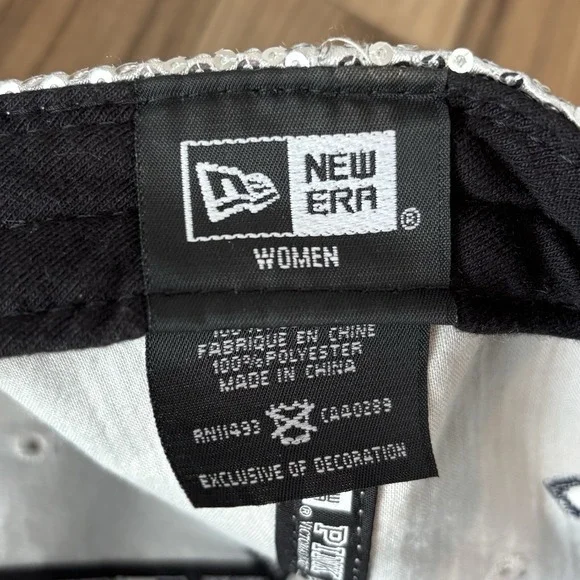 NEW
ERA
®
WOMEN
FABRIQUE EN CHINE
100% POLYESTER
MADE IN CHINA
RN11493 CA40289
EXCLUSIVE OF DECORATION